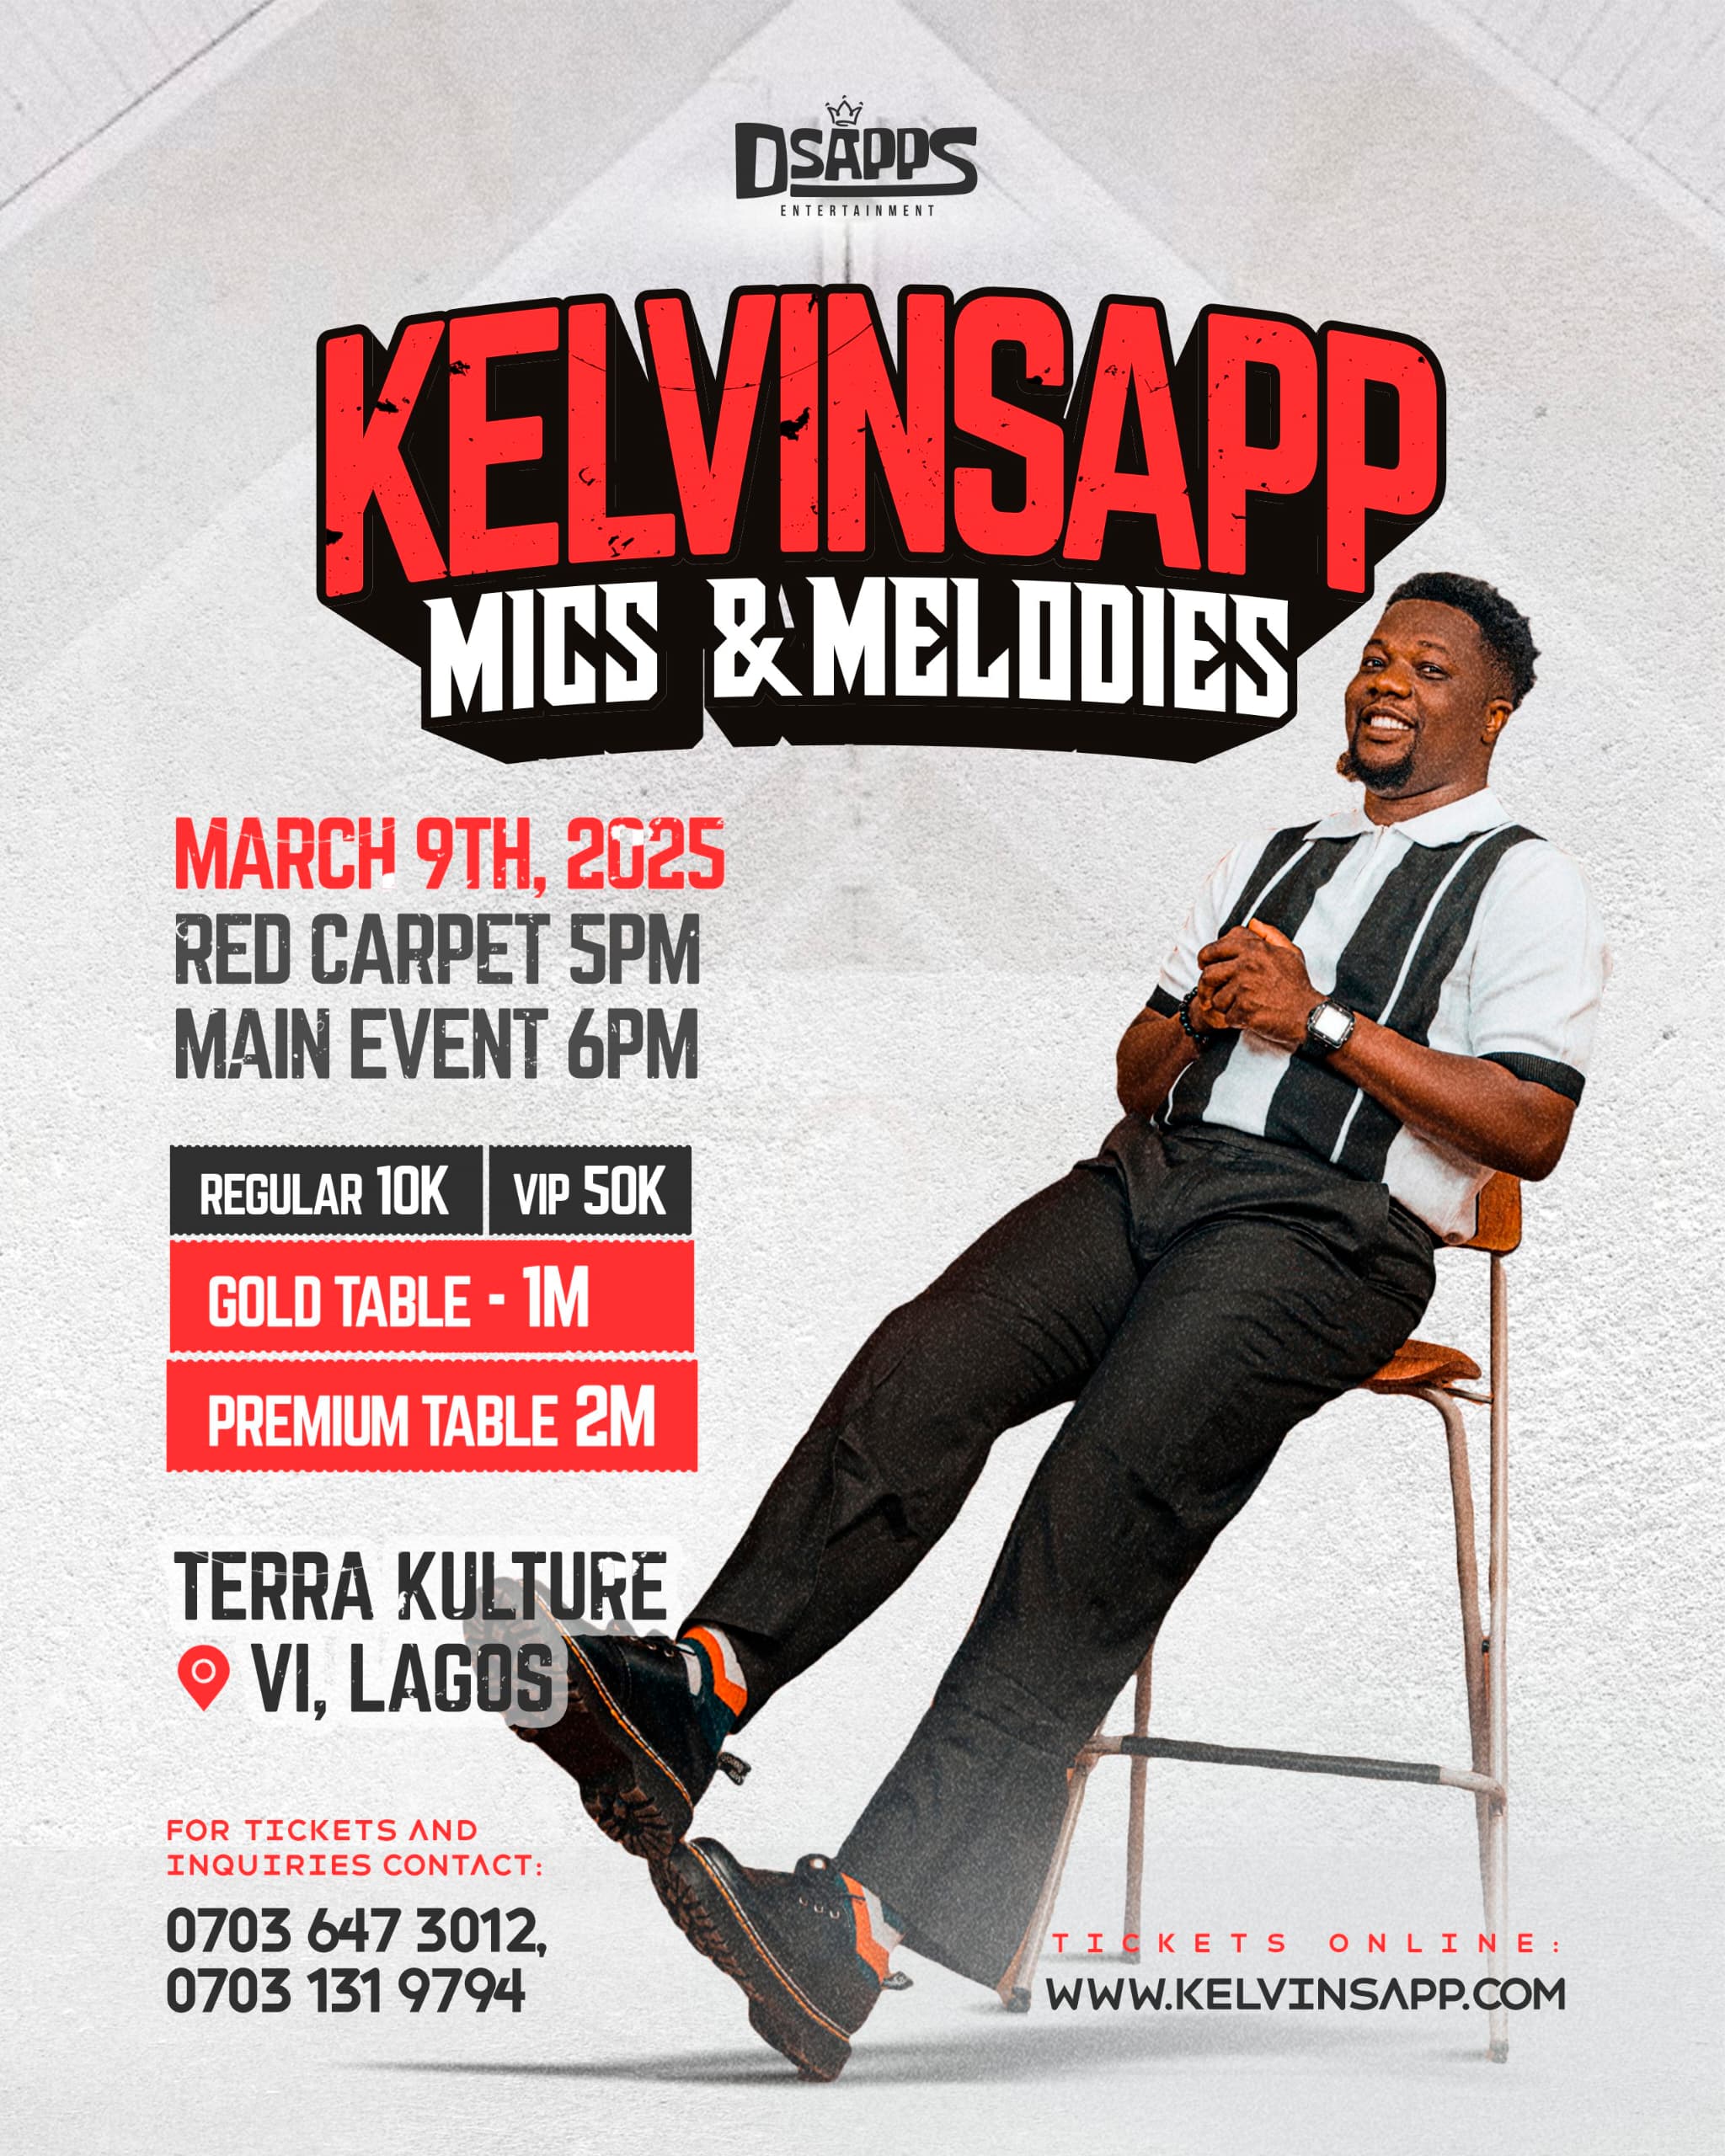 DSAPPS
ENTERTAINMENT
KELVINSAPP
MICS & MELODIES
MARCH 9TH, 2025
RED CARPET 5PM
MAIN EVENT 6PM
REGULAR 10K
VIP 50K
GOLD TABLE - 1M
PREMIUM TABLE 2M
TERRA KULTURE
VI, LAGOS
FOR TICKETS AND
INQUIRIES CONTACT:
0703 647 3012,
0703 131 9794
TICKETS ONLINE:
WWW.KELVINSAPP.COM